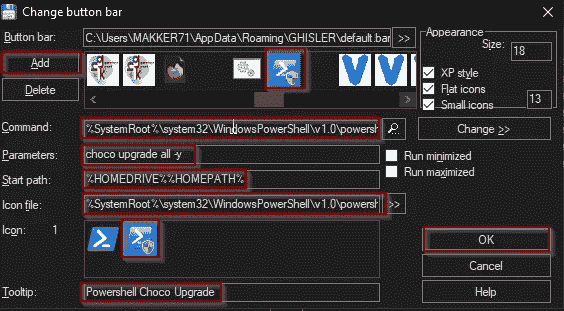 Change button bar
Button bar:
C:\Users\MAKKER71\AppData\Roaming\GHISLER\default.bar
>>
Appearance
Size:
18
Add
Delete
XP style
Flat icons
Small icons
13
Command:
%SystemRoot%\system32\WindowsPowerShell\v1.0\powersh
Change >>
Parameters:
choco upgrade all -y
Run minimized
Run maximized
Start path:
%HOMEDRIVE%%HOMEPATH%
Icon file:
%SystemRoot%\system32\WindowsPowerShell\v1.0\powersh
>>
Icon:
1
OK
Cancel
Tooltip:
Powershell Choco Upgrade
Help